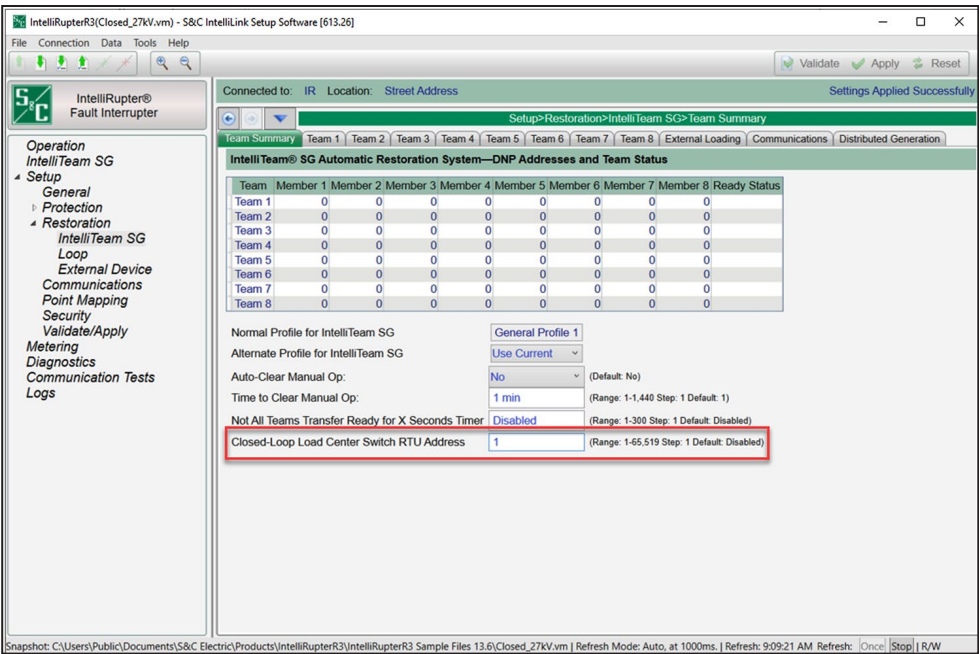 IntelliRupterR3(Closed_27kV.vm) - S&C IntelliLink Setup Software [613.26]
File Connection Data Tools Help
Validate Apply Reset
S&C
IntelliRupter®
Fault Interrupter
Connected to: IR Location: Street Address Settings Applied Successfully
Setup>Restoration>IntelliTeam SG>Team Summary
Team Summary Team 1 Team 2 Team 3 Team 4 Team 5 Team 6 Team 7 Team 8 External Loading Communications Distributed Generation
Operation
IntelliTeam SG
Setup
General
Protection
Restoration
IntelliTeam SG
Loop
External Device
Communications
Point Mapping
Security
Validate/Apply
Metering
Diagnostics
Communication Tests
Logs
IntelliTeam® SG Automatic Restoration System—DNP Addresses and Team Status
Team Member 1 Member 2 Member 3 Member 4 Member 5 Member 6 Member 7 Member 8 Ready Status
Team 1 0 0 0 0 0 0 0 0
Team 2 0 0 0 0 0 0 0 0
Team 3 0 0 0 0 0 0 0 0
Team 4 0 0 0 0 0 0 0 0
Team 5 0 0 0 0 0 0 0 0
Team 6 0 0 0 0 0 0 0 0
Team 7 0 0 0 0 0 0 0 0
Team 8 0 0 0 0 0 0 0 0
Normal Profile for IntelliTeam SG General Profile 1
Alternate Profile for IntelliTeam SG Use Current
Auto-Clear Manual Op: No (Default: No)
Time to Clear Manual Op: 1 min (Range: 1-1,440 Step: 1 Default: 1)
Not All Teams Transfer Ready for X Seconds Timer Disabled (Range: 1-300 Step: 1 Default: Disabled)
Closed-Loop Load Center Switch RTU Address 1 (Range: 1-65,519 Step: 1 Default: Disabled)
Snapshot: C:\Users\Public\Documents\S&C Electric\Products\IntelliRupterR3\IntelliRupterR3 Sample Files 13.6\Closed_27kV.vm | Refresh Mode: Auto, at 1000ms. | Refresh: 9:09:21 AM Refresh: Once Stop | R/W